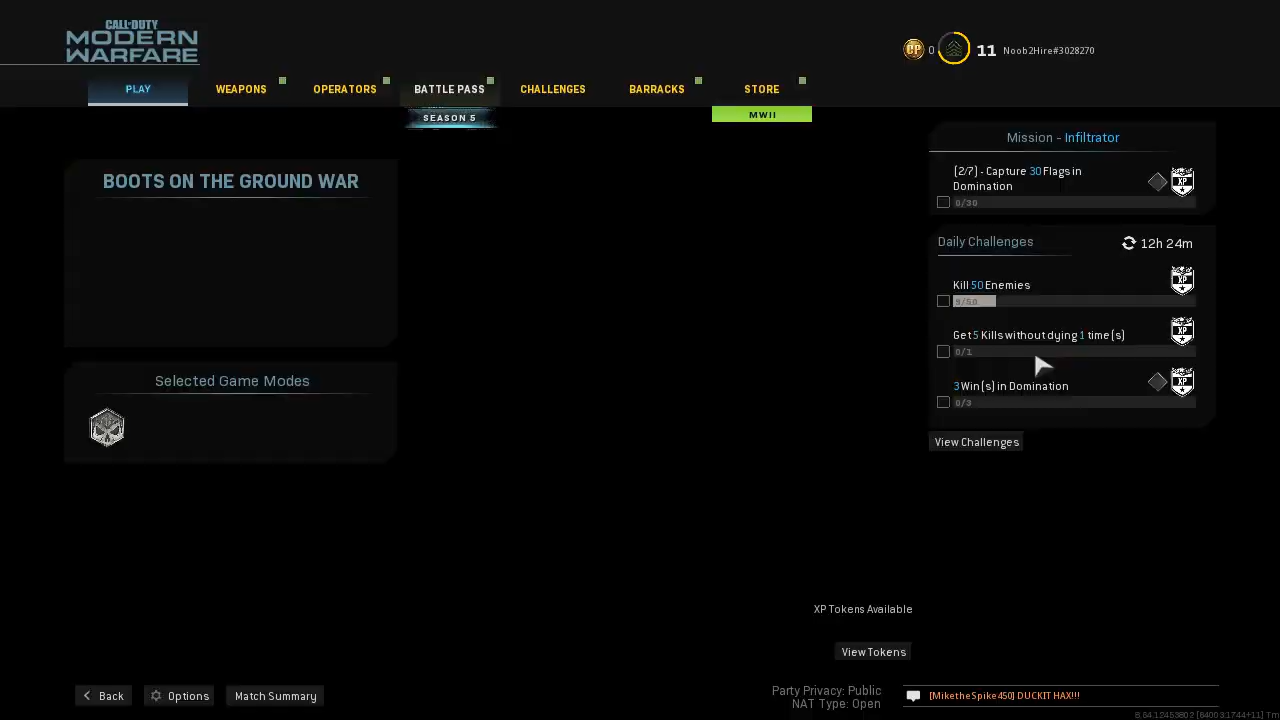 CALL OF DUTY
MODERN
WARFARE
0
11 Noob2Hire#3028270
PLAY
WEAPONS
OPERATORS
BATTLE PASS
CHALLENGES
BARRACKS
STORE
SEASON 5
MWII
Mission - Infiltrator
(2/7) - Capture 30 Flags in
Domination
0/30
BOOTS ON THE GROUND WAR
Daily Challenges
12h 24m
Kill 50 Enemies
XP
Get 5 Kills without dying 1 time(s)
0/1
3 Win(s) in Domination
0/3
View Challenges
Selected Game Modes
XP Tokens Available
View Tokens
Back
Options
Match Summary
Party Privacy: Public
NAT Type: Open
[MiketheSpike450] DUCKIT HAX!!!